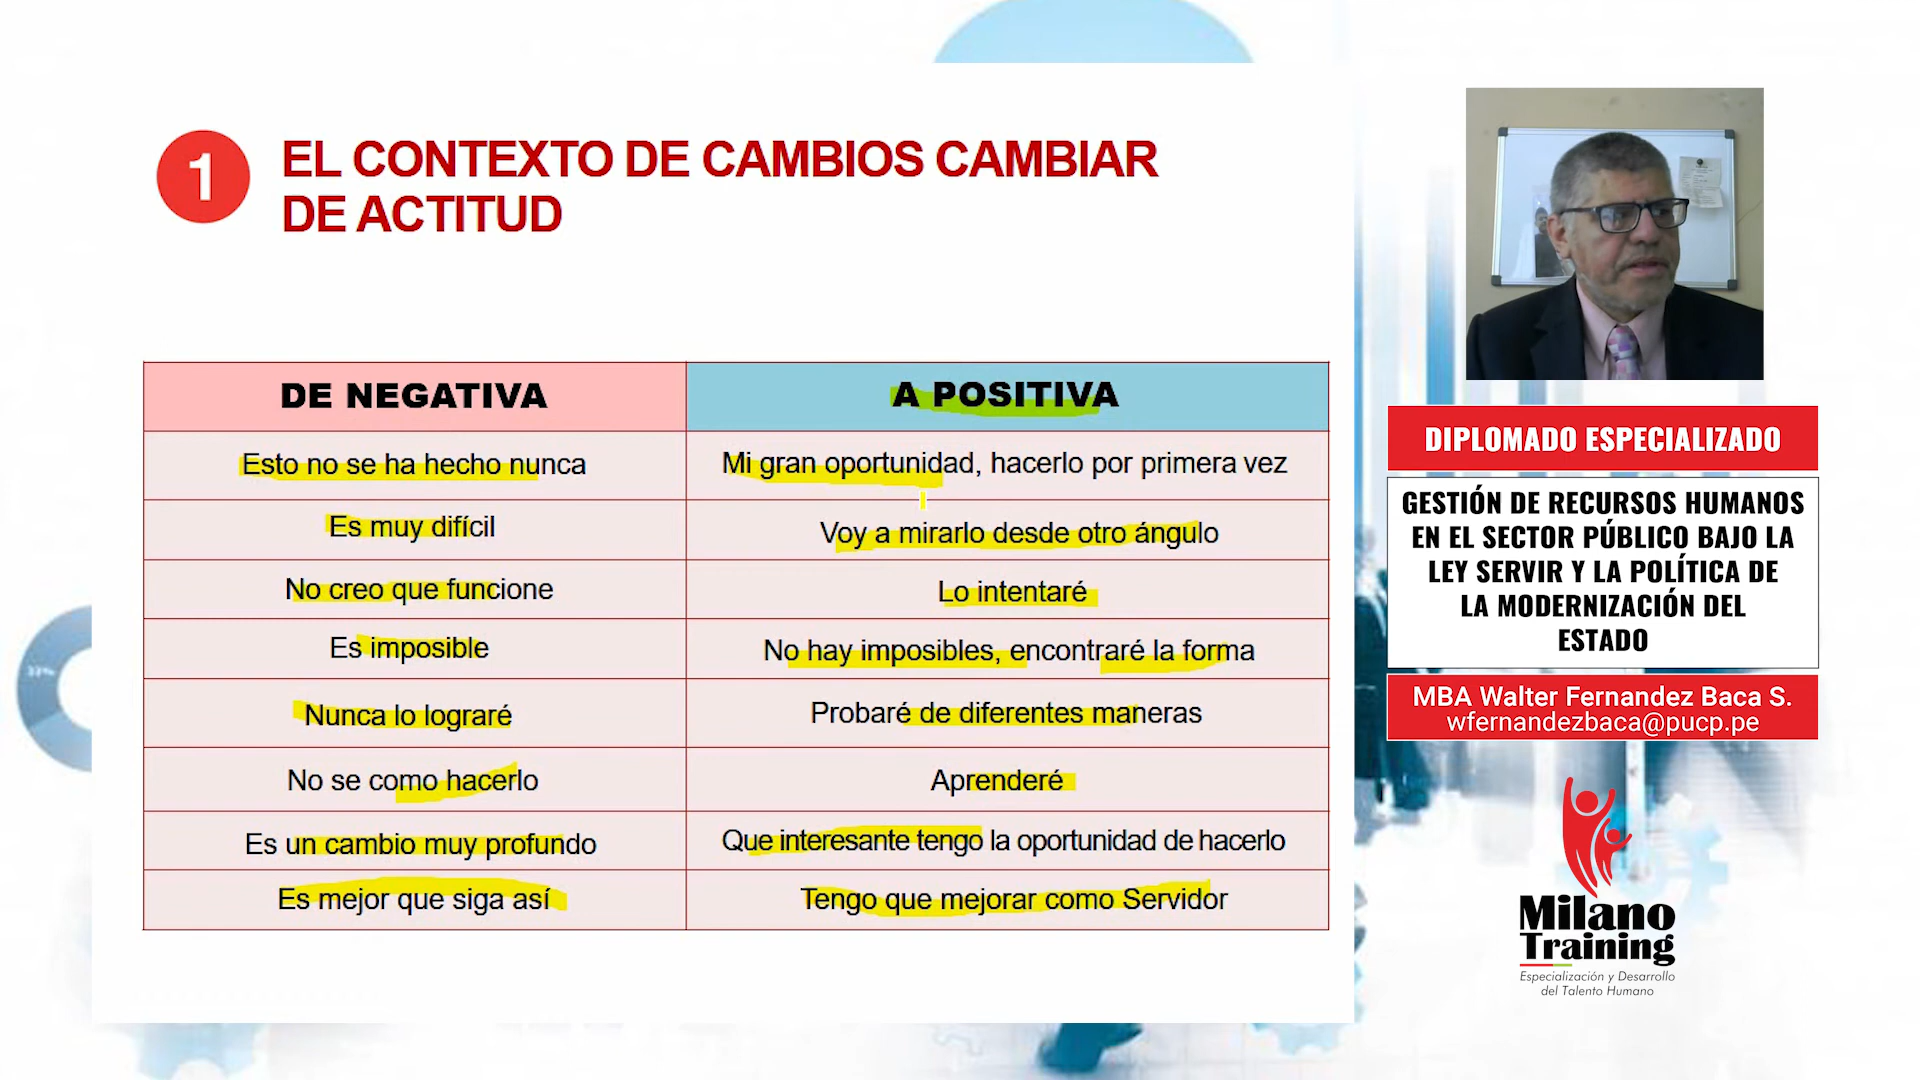 1
EL CONTEXTO DE CAMBIOS CAMBIAR
DE ACTITUD
DE NEGATIVA
A POSITIVA
Esto no se ha hecho nunca
Mi gran oportunidad, hacerlo por primera vez
Es muy difícil
Voy a mirarlo desde otro ángulo
No creo que funcione
Lo intentaré
Es imposible
No hay imposibles, encontraré la forma
Nunca lo lograré
Probaré de diferentes maneras
No se como hacerlo
Aprenderé
Es un cambio muy profundo
Que interesante tengo la oportunidad de hacerlo
Es mejor que siga así
Tengo que mejorar como Servidor
DIPLOMADO ESPECIALIZADO
GESTIÓN DE RECURSOS HUMANOS
EN EL SECTOR PÚBLICO BAJO LA
LEY SERVIR Y LA POLÍTICA DE
LA MODERNIZACIÓN DEL
ESTADO
MBA Walter Fernandez Baca S.
wfernandezbaca@pucp.pe
Milano
Training
Especialización y Desarrollo
del Talento Humano